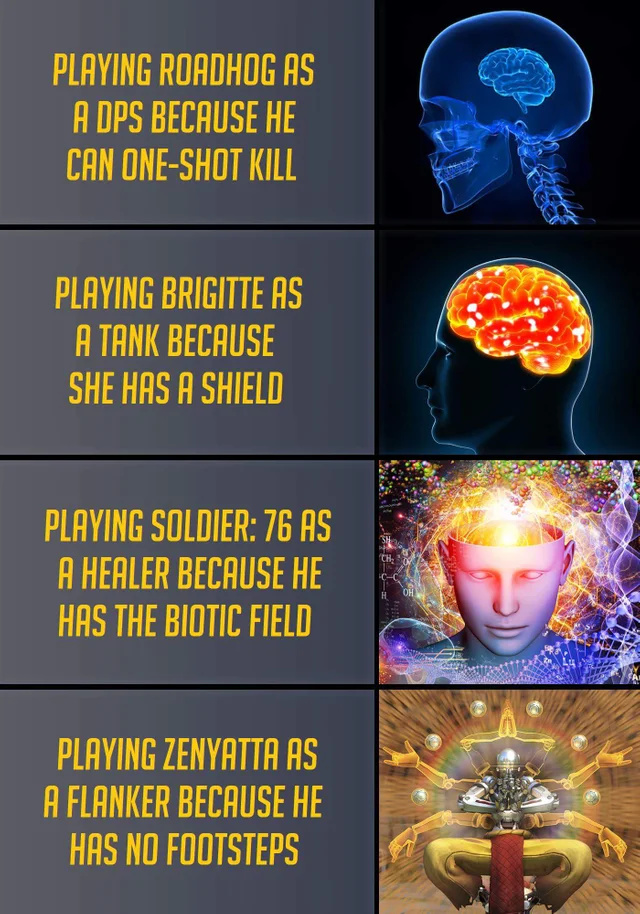 PLAYING ROADHOG AS
A DPS BECAUSE HE
CAN ONE-SHOT KILL
PLAYING BRIGITTE AS
A TANK BECAUSE
SHE HAS A SHIELD
PLAYING SOLDIER: 76 AS
A HEALER BECAUSE HE
HAS THE BIOTIC FIELD
PLAYING ZENYATTA AS
A FLANKER BECAUSE HE
HAS NO FOOTSTEPS